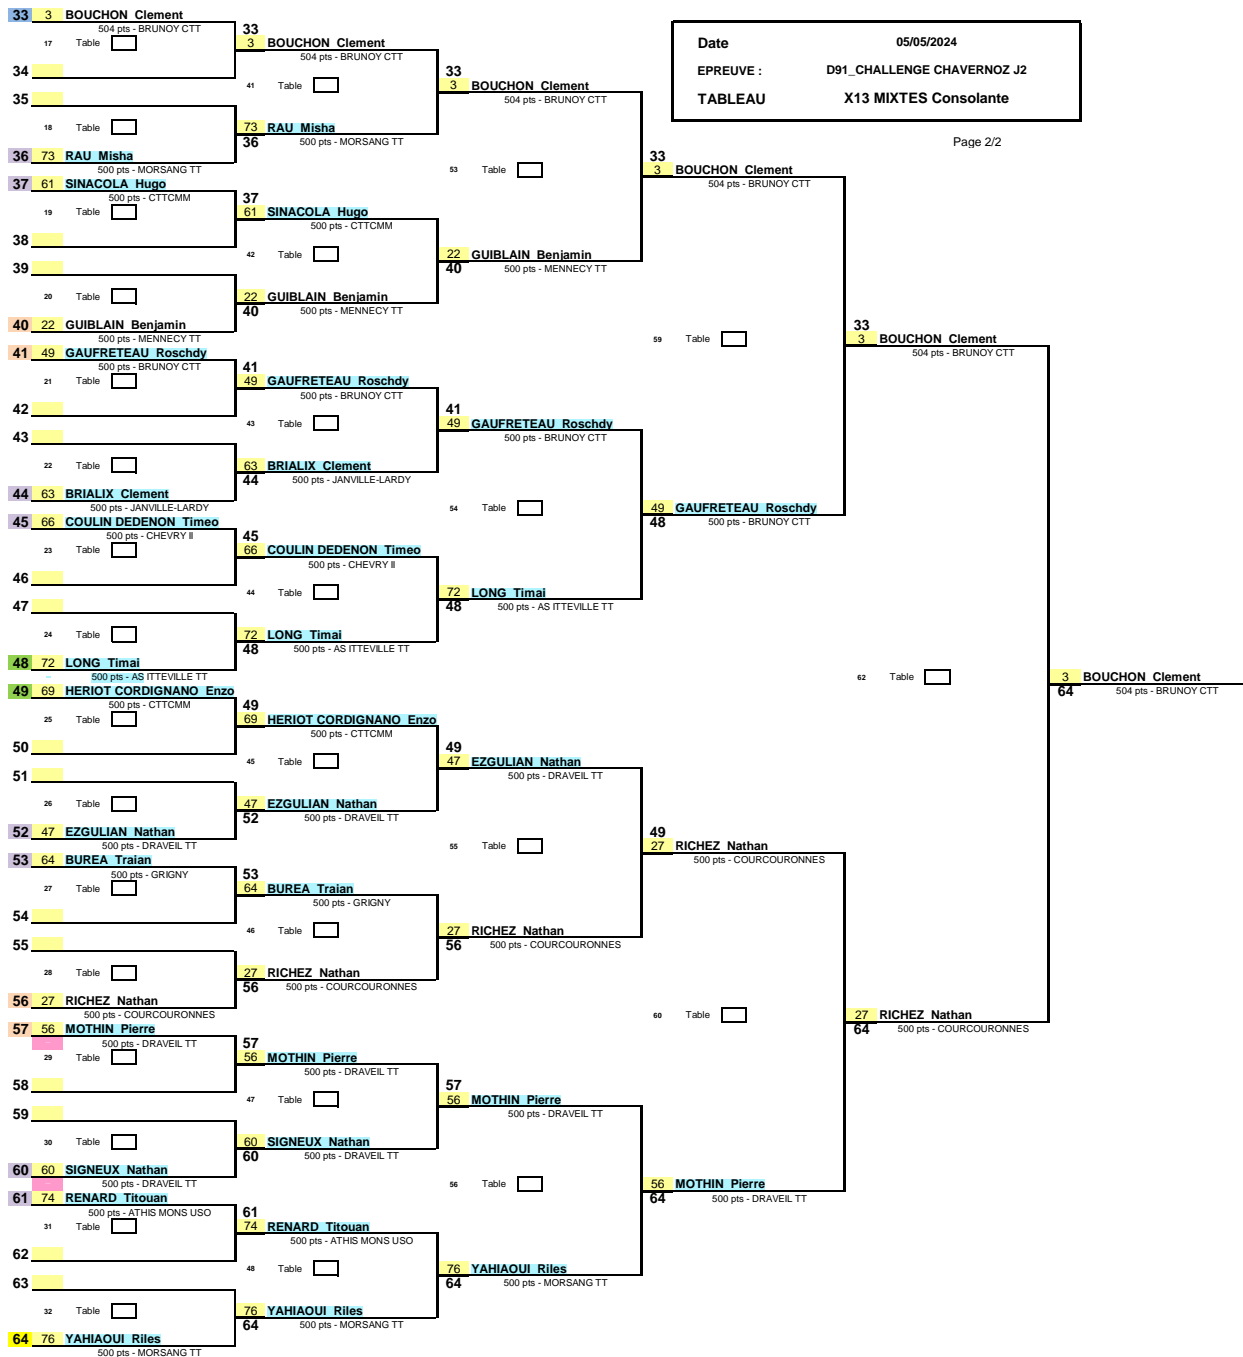 Date 05/05/2024
EPREUVE : D91_CHALLENGE CHAVERNOZ J2
TABLEAU X13 MIXTES Consolante
Page 2/2
33 3 BOUCHON Clement
504 pts - BRUNOY CTT
17 Table
34
35
18 Table
36 73 RAU Misha
500 pts - MORSANG TT
37 61 SINACOLA Hugo
500 pts - CTTCMM
19 Table
38
39
20 Table
40 22 GUIBLAIN Benjamin
500 pts - MENNECY TT
41 49 GAUFRETEAU Roschdy
500 pts - BRUNOY CTT
21 Table
42
43
22 Table
44 63 BRIALIX Clement
500 pts - JANVILLE-LARDY
45 66 COULIN DEDENON Timeo
500 pts - CHEVRY II
23 Table
46
47
24 Table
48 72 LONG Timai
500 pts - AS ITTEVILLE TT
49 69 HERIOT CORDIGNANO Enzo
500 pts - CTTCMM
25 Table
50
51
26 Table
52 47 EZGULIAN Nathan
500 pts - DRAVEIL TT
53 64 BUREA Traian
500 pts - GRIGNY
27 Table
54
55
28 Table
56 27 RICHEZ Nathan
500 pts - COURCOURONNES
57 56 MOTHIN Pierre
500 pts - DRAVEIL TT
29 Table
58
59
30 Table
60 60 SIGNEUX Nathan
500 pts - DRAVEIL TT
61 74 RENARD Titouan
500 pts - ATHIS MONS USO
31 Table
62
63
32 Table
64 76 YAHIAOUI Riles
500 pts - MORSANG TT
33
3 BOUCHON Clement
504 pts - BRUNOY CTT
41 Table
73 RAU Misha
36 500 pts - MORSANG TT
37
61 SINACOLA Hugo
500 pts - CTTCMM
42 Table
22 GUIBLAIN Benjamin
40 500 pts - MENNECY TT
41
49 GAUFRETEAU Roschdy
500 pts - BRUNOY CTT
43 Table
63 BRIALIX Clement
44 500 pts - JANVILLE-LARDY
45
66 COULIN DEDENON Timeo
500 pts - CHEVRY II
44 Table
72 LONG Timai
48 500 pts - AS ITTEVILLE TT
49
69 HERIOT CORDIGNANO Enzo
500 pts - CTTCMM
45 Table
47 EZGULIAN Nathan
52 500 pts - DRAVEIL TT
53
64 BUREA Traian
500 pts - GRIGNY
46 Table
27 RICHEZ Nathan
56 500 pts - COURCOURONNES
57
56 MOTHIN Pierre
500 pts - DRAVEIL TT
47 Table
60 SIGNEUX Nathan
60 500 pts - DRAVEIL TT
61
74 RENARD Titouan
500 pts - ATHIS MONS USO
48 Table
76 YAHIAOUI Riles
64 500 pts - MORSANG TT
33
3 BOUCHON Clement
504 pts - BRUNOY CTT
53 Table
22 GUIBLAIN Benjamin
40 500 pts - MENNECY TT
41
49 GAUFRETEAU Roschdy
500 pts - BRUNOY CTT
54 Table
72 LONG Timai
48 500 pts - AS ITTEVILLE TT
49
47 EZGULIAN Nathan
500 pts - DRAVEIL TT
55 Table
27 RICHEZ Nathan
56 500 pts - COURCOURONNES
57
56 MOTHIN Pierre
500 pts - DRAVEIL TT
56 Table
76 YAHIAOUI Riles
64 500 pts - MORSANG TT
33
3 BOUCHON Clement
504 pts - BRUNOY CTT
59 Table
49 GAUFRETEAU Roschdy
48 500 pts - BRUNOY CTT
49
27 RICHEZ Nathan
500 pts - COURCOURONNES
60 Table
56 MOTHIN Pierre
64 500 pts - DRAVEIL TT
33
3 BOUCHON Clement
504 pts - BRUNOY CTT
62 Table
27 RICHEZ Nathan
64 500 pts - COURCOURONNES
3 BOUCHON Clement
64 504 pts - BRUNOY CTT